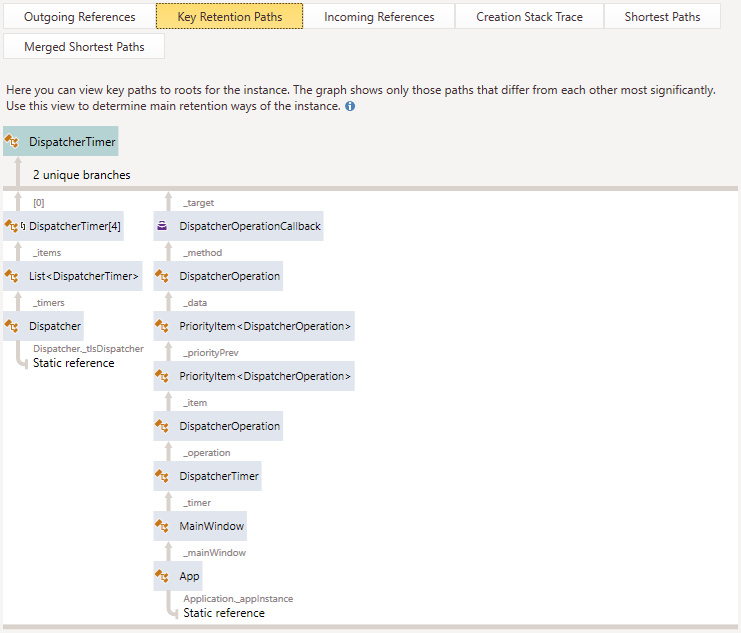 Outgoing References
Key Retention Paths
Incoming References
Creation Stack Trace
Shortest Paths
Merged Shortest Paths
Here you can view key paths to roots for the instance. The graph shows only those paths that differ from each other most significantly.
Use this view to determine main retention ways of the instance.
DispatcherTimer
2 unique branches
[0]
DispatcherTimer[4]
_items
List<DispatcherTimer>
_timers
Dispatcher
Dispatcher._tlsDispatcher
Static reference
_target
DispatcherOperationCallback
_method
DispatcherOperation
_data
PriorityItem<DispatcherOperation>
_priorityPrev
PriorityItem<DispatcherOperation>
_item
DispatcherOperation
_operation
DispatcherTimer
_timer
MainWindow
_mainWindow
App
Application._appInstance
Static reference